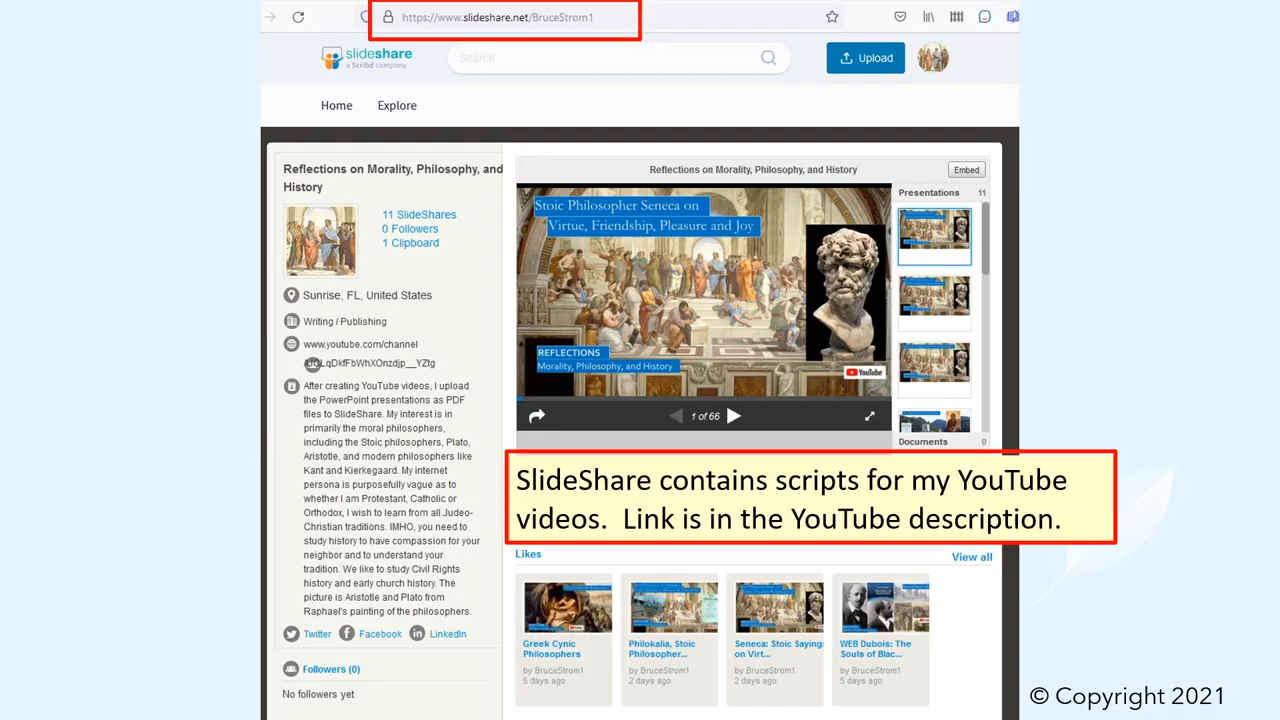 https://www.slideshare.net/BruceStrom1
slideshare
a Scribd company
Search
Upload
Home Explore
Reflections on Morality, Philosophy, and
History
11 SlideShares
0 Followers
1 Clipboard
Sunrise, FL, United States
Writing / Publishing
www.youtube.com/channel
LqDkfFbWhXOnzdjp__YZtg
After creating YouTube videos, I upload
the PowerPoint presentations as PDF
files to SlideShare. My interest is in
primarily the moral philosophers,
including the Stoic philosophers, Plato,
Aristotle, and modern philosophers like
Kant and Kierkegaard. My internet
persona is purposefully vague as to
whether I am Protestant, Catholic or
Orthodox, I wish to learn from all Judeo-
Christian traditions. IMHO, you need to
study history to have compassion for your
neighbor and to understand your
tradition. We like to study Civil Rights
history and early church history. The
picture is Aristotle and Plato from
Raphael's painting of the philosophers.
Twitter Facebook LinkedIn
Followers (0)
No followers yet
Reflections on Morality, Philosophy, and History
Embed
Stoic Philosopher Seneca on
Virtue, Friendship, Pleasure and Joy
REFLECTIONS
Morality, Philosophy, and History
YouTube
1 of 66
Presentations 11
Documents 0
SlideShare contains scripts for my YouTube
videos. Link is in the YouTube description.
Likes
View all
Greek Cynic
Philosophers
by BruceStrom1
5 days ago
Philokalia, Stoic
Philosopher...
by BruceStrom1
2 days ago
Seneca: Stoic Sayings
on Virt...
by BruceStrom1
2 days ago
WEB Dubois: The
Souls of Blac...
by BruceStrom1
5 days ago
© Copyright 2021